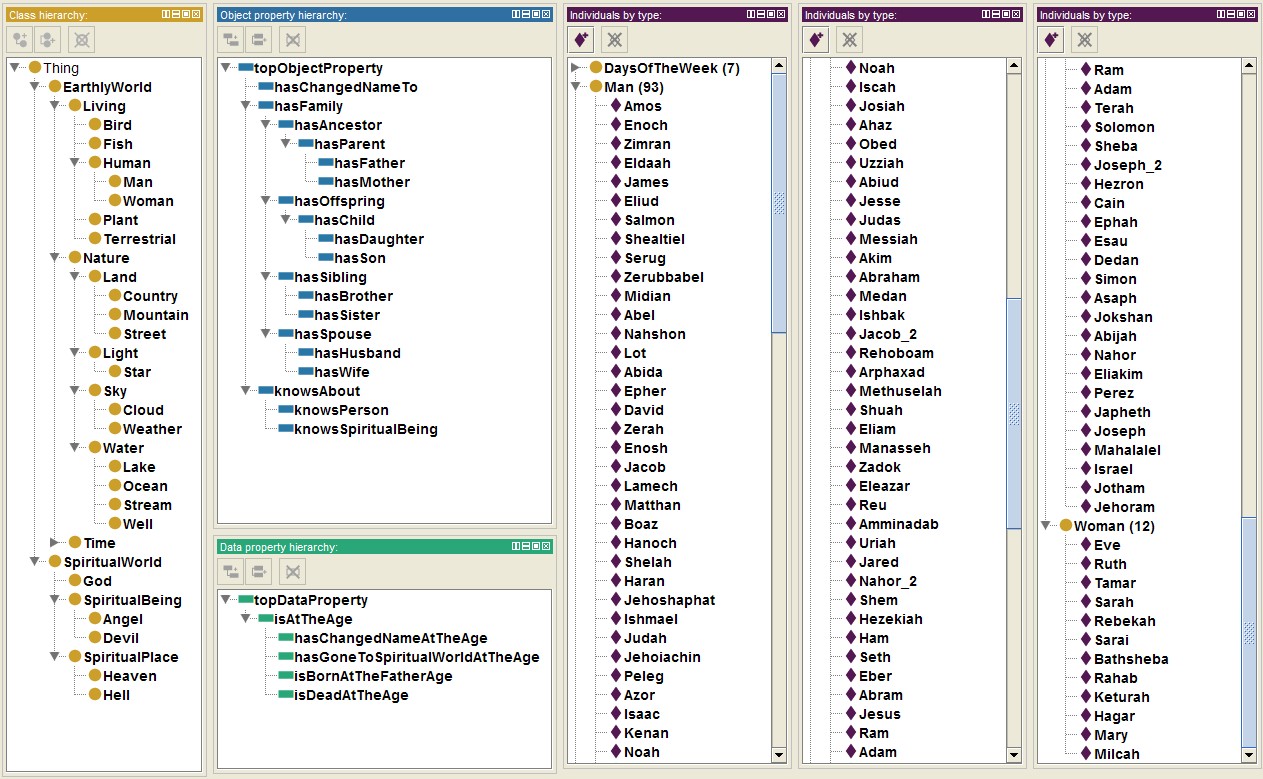 Class hierarchy:
Thing
EarthlyWorld
Living
Bird
Fish
Human
Man
Woman
Plant
Terrestrial
Nature
Land
Country
Mountain
Street
Light
Star
Sky
Cloud
Weather
Water
Lake
Ocean
Stream
Well
Time
SpiritualWorld
God
SpiritualBeing
Angel
Devil
SpiritualPlace
Heaven
Hell
Object property hierarchy:
topObjectProperty
hasChangedNameTo
hasFamily
hasAncestor
hasParent
hasFather
hasMother
hasOffspring
hasChild
hasDaughter
hasSon
hasSibling
hasBrother
hasSister
hasSpouse
hasHusband
hasWife
knowsAbout
knowsPerson
knowsSpiritualBeing
Data property hierarchy:
topDataProperty
isAtTheAge
hasChangedNameAtTheAge
hasGoneToSpiritualWorldAtTheAge
isBornAtTheFatherAge
isDeadAtTheAge
Individuals by type:
DaysOfTheWeek (7)
Man (93)
Amos
Enoch
Zimran
Eldaah
James
Eliud
Salmon
Shealtiel
Serug
Zerubbabel
Midian
Abel
Nahshon
Lot
Abida
Epher
David
Zerah
Enosh
Jacob
Lamech
Matthan
Boaz
Hanoch
Shelah
Haran
Jehoshaphat
Ishmael
Judah
Jehoiachin
Peleg
Azor
Isaac
Kenan
Noah
Individuals by type:
Noah
Iscah
Josiah
Ahaz
Obed
Uzziah
Abiud
Jesse
Judas
Messiah
Akim
Abraham
Medan
Ishbak
Jacob_2
Rehoboam
Arphaxad
Methuselah
Shuah
Eliam
Manasseh
Zadok
Eleazar
Reu
Amminadab
Uriah
Jared
Nahor_2
Shem
Hezekiah
Ham
Seth
Eber
Abram
Jesus
Ram
Adam
Individuals by type:
Ram
Adam
Terah
Solomon
Sheba
Joseph_2
Hezron
Cain
Ephah
Esau
Dedan
Simon
Asaph
Jokshan
Abijah
Nahor
Eliakim
Perez
Japheth
Joseph
Mahalalel
Israel
Jotham
Jehoram
Woman (12)
Eve
Ruth
Tamar
Sarah
Rebekah
Sarai
Bathsheba
Rahab
Keturah
Hagar
Mary
Milcah